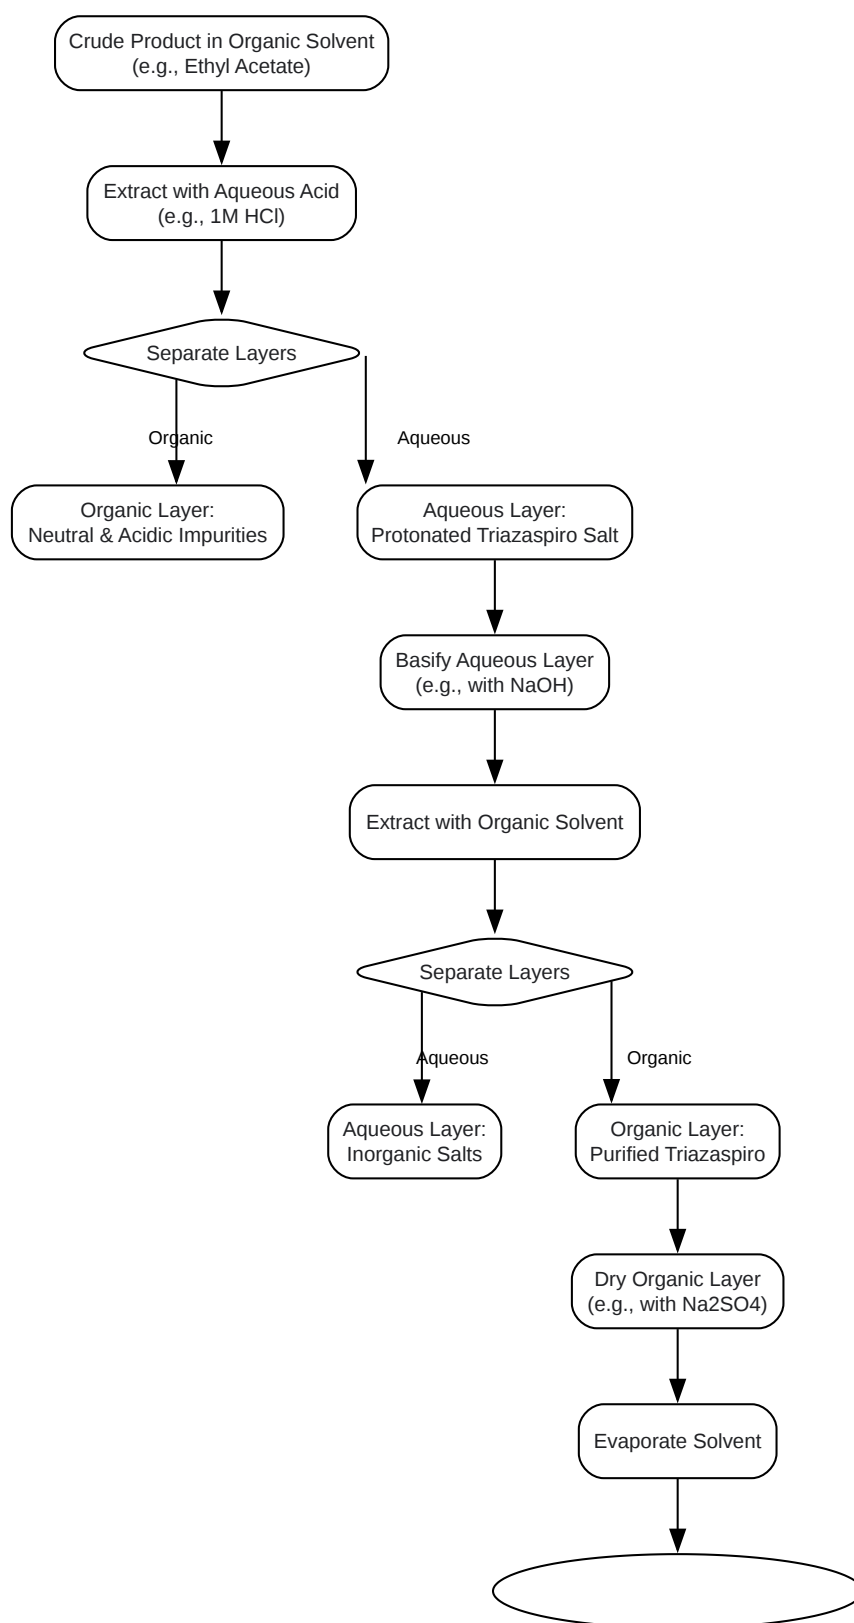 Crude Product in Organic Solvent
(e.g., Ethyl Acetate)
Extract with Aqueous Acid
(e.g., 1M HCl)
Separate Layers
Organic
Aqueous
Organic Layer:
Neutral & Acidic Impurities
Aqueous Layer:
Protonated Triazaspiro Salt
Basify Aqueous Layer
(e.g., with NaOH)
Extract with Organic Solvent
Separate Layers
Aqueous
Organic
Aqueous Layer:
Inorganic Salts
Organic Layer:
Purified Triazaspiro
Dry Organic Layer
(e.g., with Na2SO4)
Evaporate Solvent